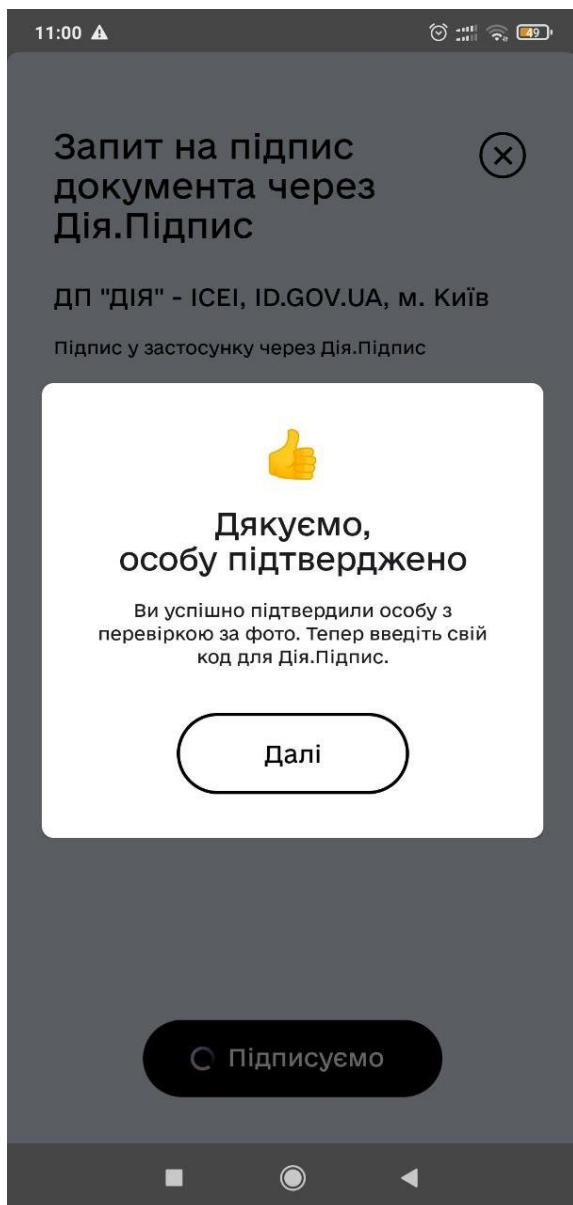 11:00
49
Запит на підпис
документа через
Дія.Підпис
ДП "ДІЯ" - ICEI, ID.GOV.UA, м. Київ
Підпис у застосунку через Дія.Підпис
Дякуємо,
особу підтверджено
Ви успішно підтвердили особу з
перевіркою за фото. Тепер введіть свій
код для Дія.Підпис.
Далі
Підписуємо